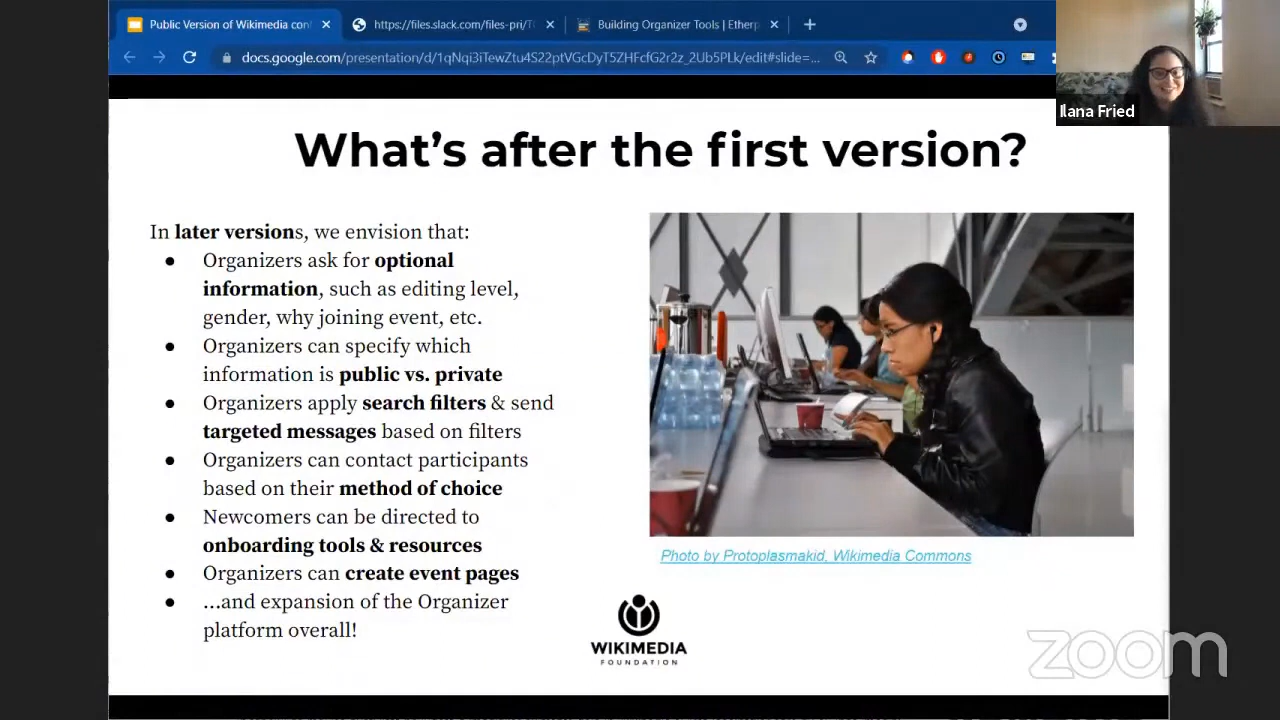 Public Version of Wikimedia con
https://files.slack.com/files-pri/T
Building Organizer Tools | Etherp
docs.google.com/presentation/d/1qNqi3iTewZtu4S22ptVGcDyT5ZHFcfG2r2z_2Ub5PLk/edit#slide=...
Ilana Fried
What's after the first version?
In later versions, we envision that:
● Organizers ask for optional
information, such as editing level,
gender, why joining event, etc.
● Organizers can specify which
information is public vs. private
● Organizers apply search filters & send
targeted messages based on filters
● Organizers can contact participants
based on their method of choice
● Newcomers can be directed to
onboarding tools & resources
● Organizers can create event pages
● ...and expansion of the Organizer
platform overall!
Photo by Protoplasmakid, Wikimedia Commons
WIKIMEDIA
FOUNDATION
zoom